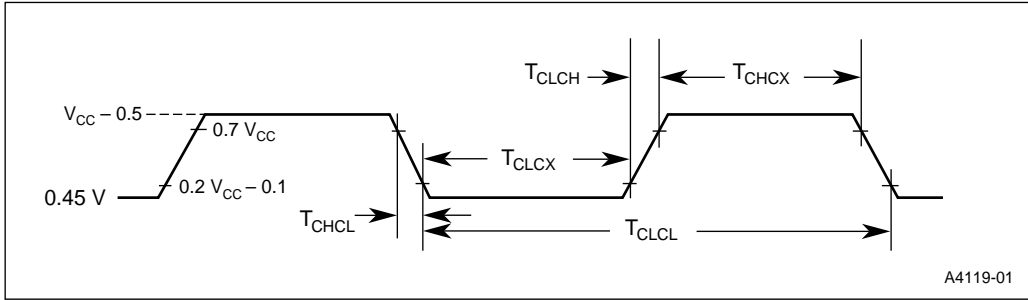 T_CLCH
T_CHCX
V_CC – 0.5
0.7 V_CC
T_CLCX
0.2 V_CC – 0.1
0.45 V
T_CHCL
T_CLCL
A4119-01